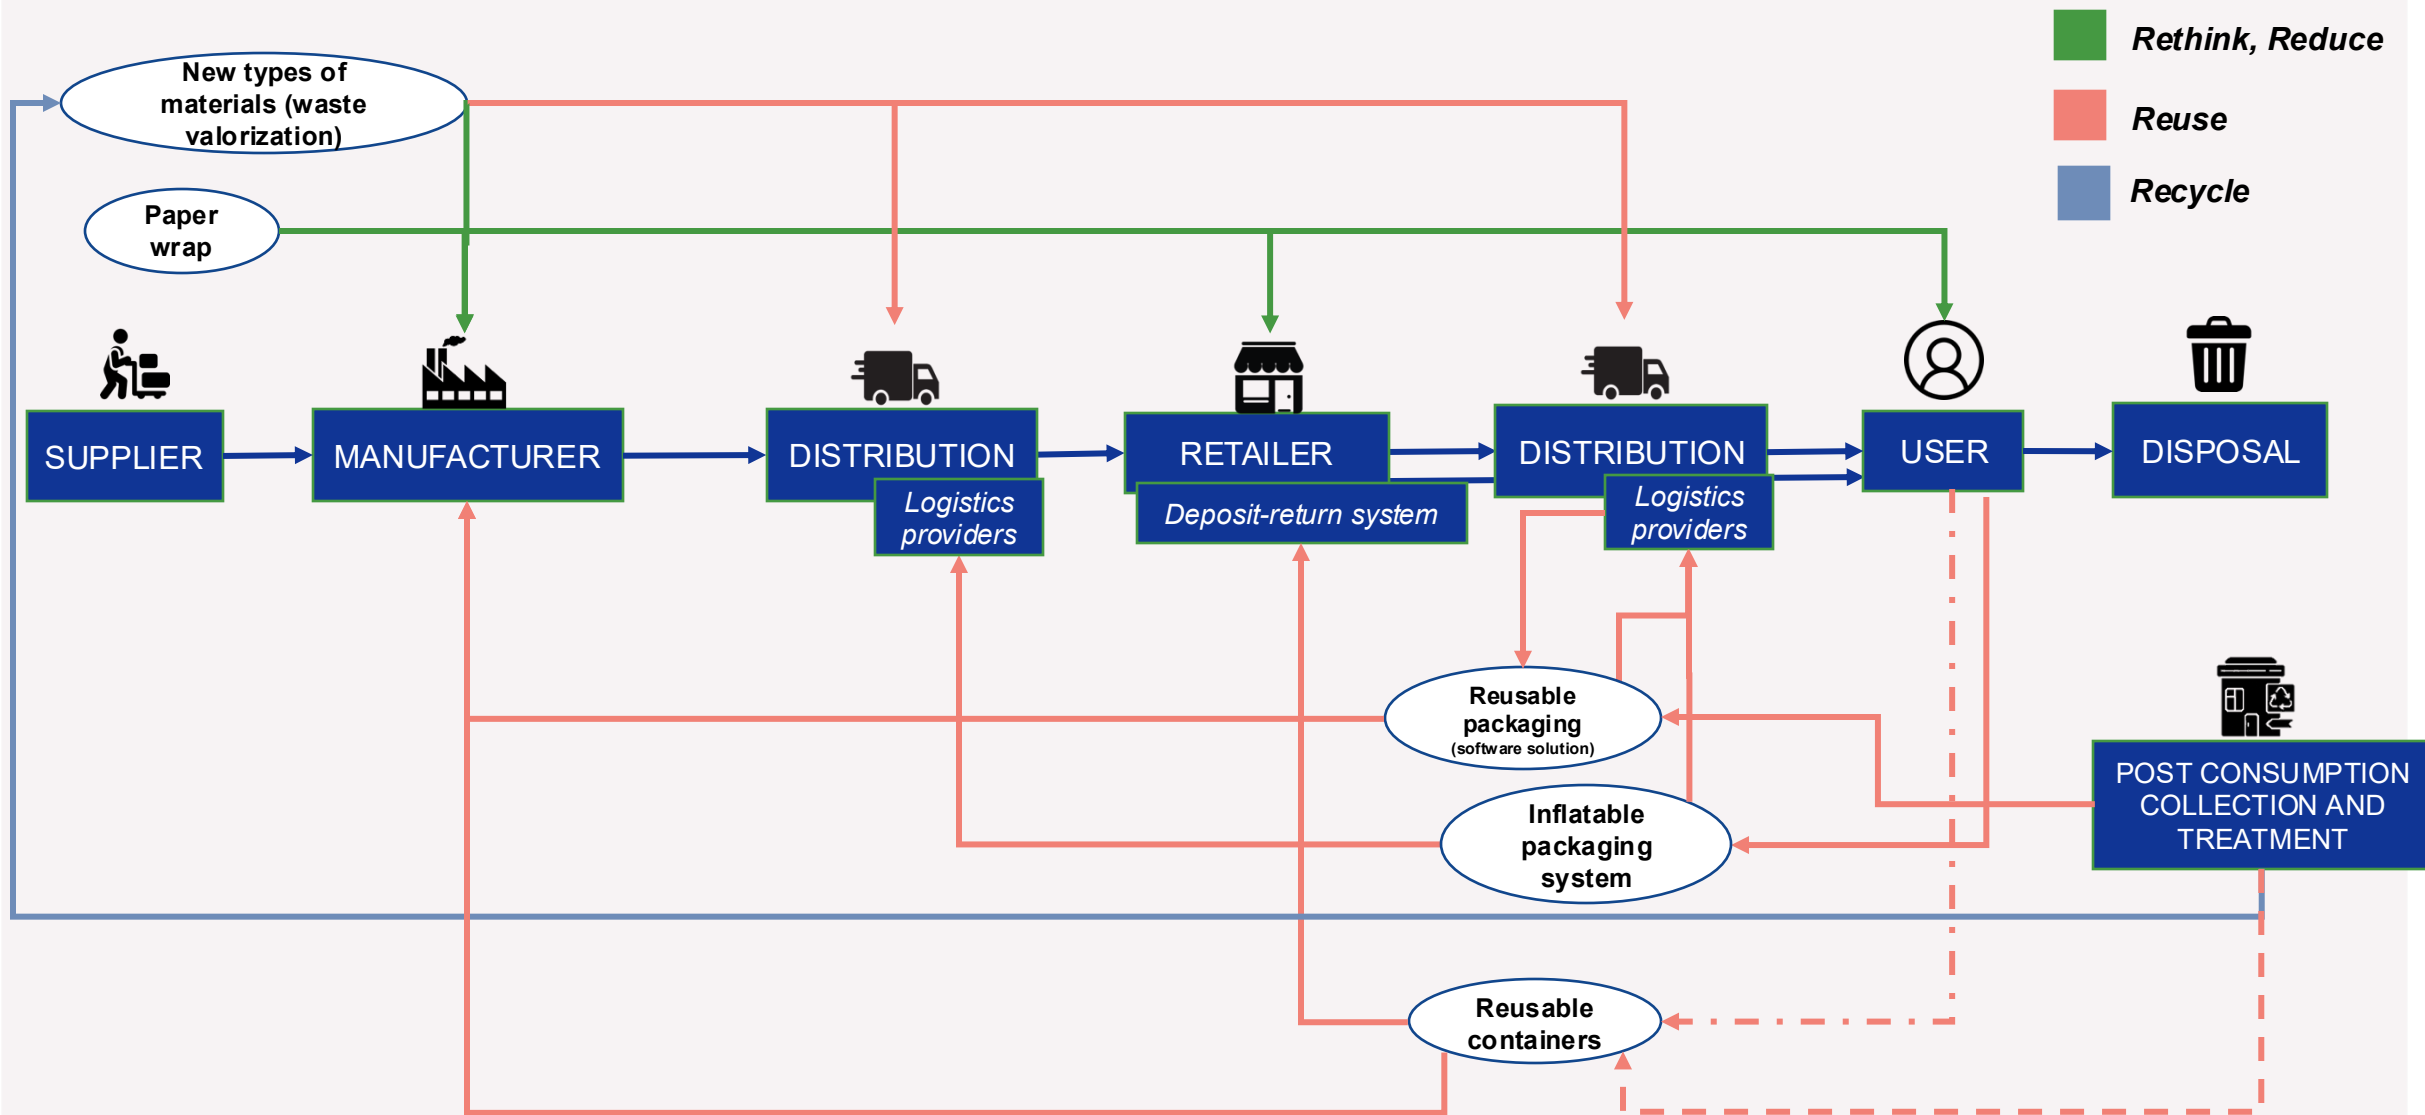 Rethink, Reduce
Reuse
Recycle
New types of
materials (waste
valorization)
Paper
wrap
SUPPLIER
MANUFACTURER
DISTRIBUTION
Logistics
providers
RETAILER
Deposit-return system
DISTRIBUTION
Logistics
providers
USER
DISPOSAL
Reusable
packaging
(software solution)
Inflatable
packaging
system
POST CONSUMPTION
COLLECTION AND
TREATMENT
Reusable
containers